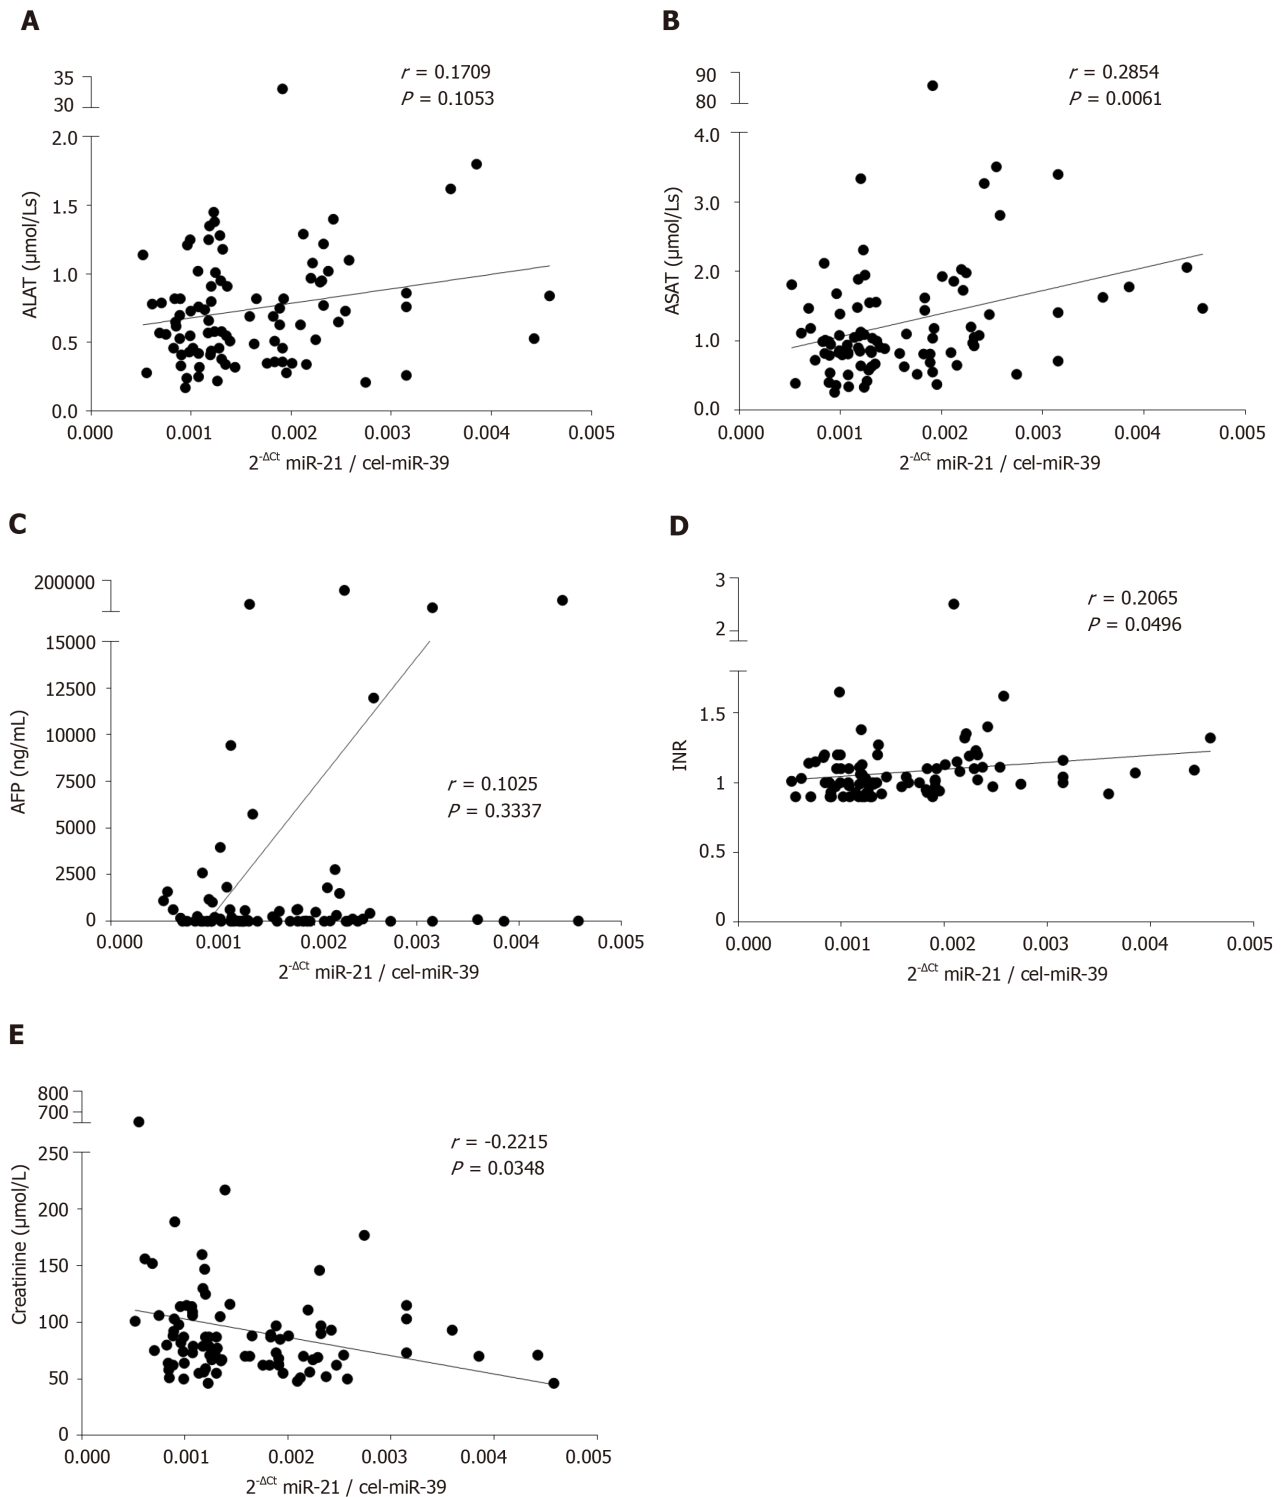 A
r = 0.1709
P = 0.1053
35
30
2.0
1.5
1.0
0.5
0.0
ALAT (µmol/Ls)
0.000 0.001 0.002 0.003 0.004 0.005
2-ΔCt miR-21 / cel-miR-39
B
r = 0.2854
P = 0.0061
90
80
4.0
3.0
2.0
1.0
0.0
ASAT (µmol/Ls)
0.000 0.001 0.002 0.003 0.004 0.005
2-ΔCt miR-21 / cel-miR-39
C
200000
15000
12500
10000
7500
5000
2500
0
AFP (ng/mL)
r = 0.1025
P = 0.3337
0.000 0.001 0.002 0.003 0.004 0.005
2-ΔCt miR-21 / cel-miR-39
D
r = 0.2065
P = 0.0496
3
2
1.5
1
0.5
0
INR
0.000 0.001 0.002 0.003 0.004 0.005
2-ΔCt miR-21 / cel-miR-39
E
r = -0.2215
P = 0.0348
800
700
250
200
150
100
50
0
Creatinine (µmol/L)
0.000 0.001 0.002 0.003 0.004 0.005
2-ΔCt miR-21 / cel-miR-39